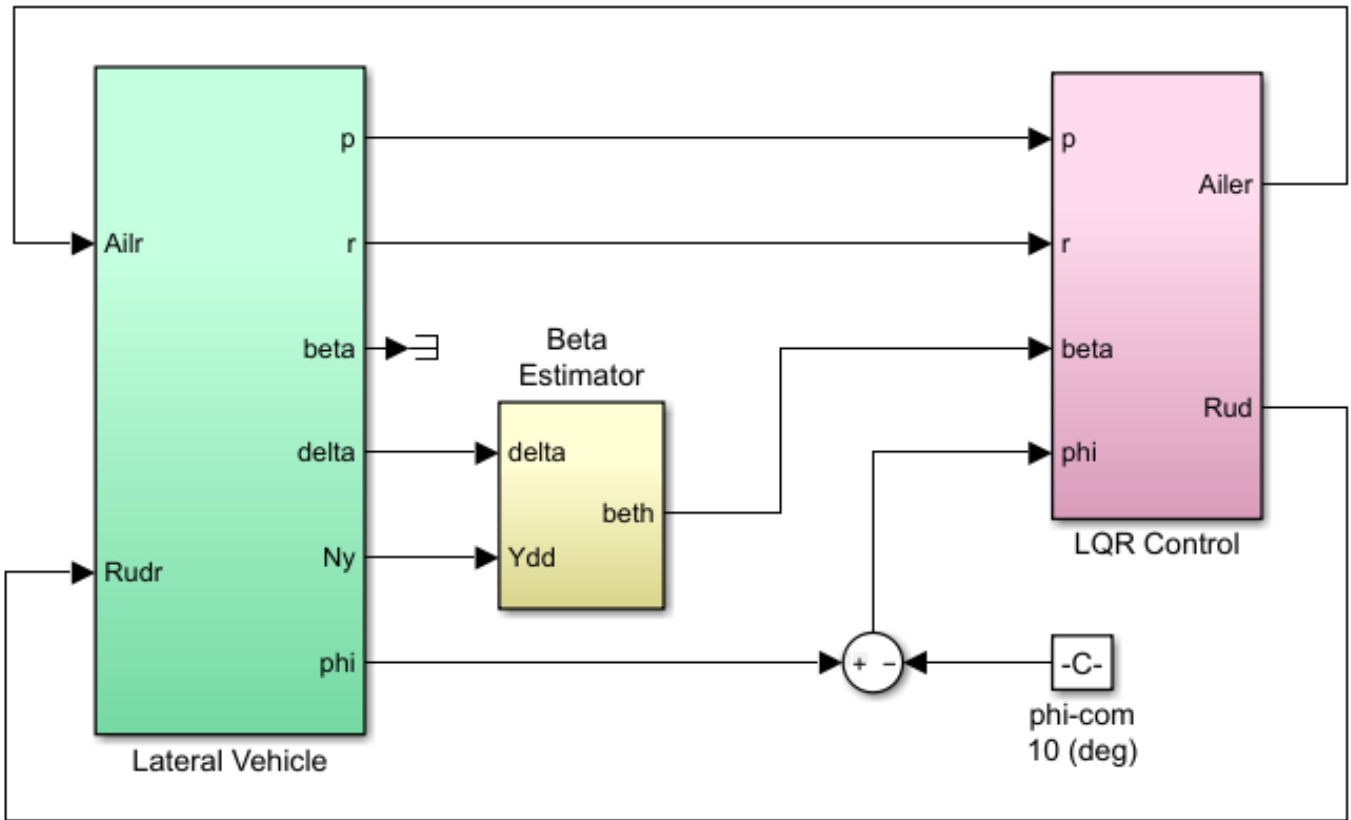 p
Ailr
r
beta
delta
Ny
Rudr
phi
Lateral Vehicle
Beta
Estimator
delta
beth
Ydd
p
Ailer
r
beta
Rud
phi
LQR Control
+ −
-C-
phi-com
10 (deg)